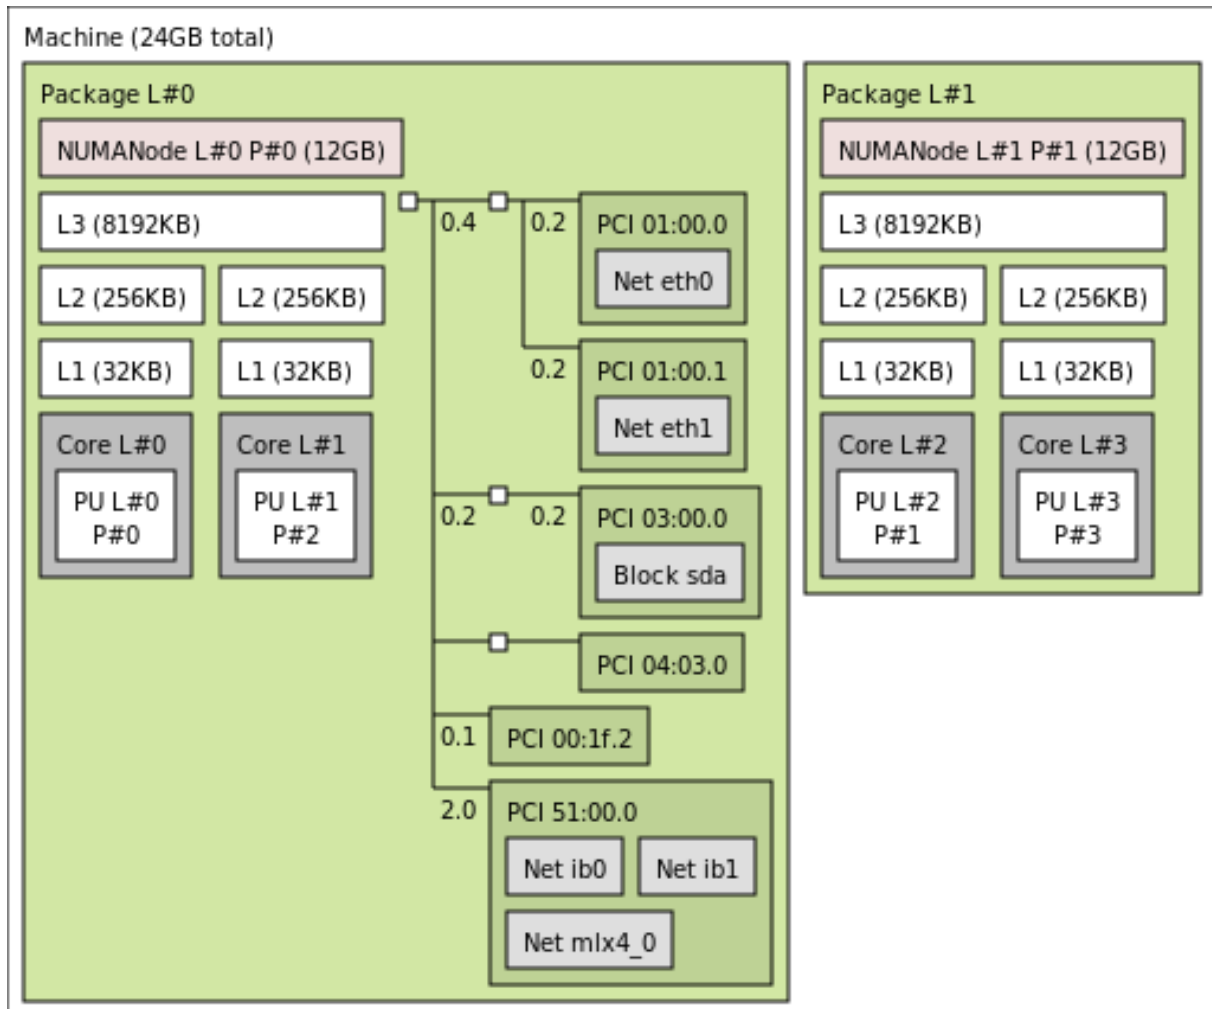 Machine (24GB total)
Package L#0
NUMANode L#0 P#0 (12GB)
L3 (8192KB)
L2 (256KB)
L2 (256KB)
L1 (32KB)
L1 (32KB)
Core L#0
PU L#0
P#0
Core L#1
PU L#1
P#2
0.4
0.2
PCI 01:00.0
Net eth0
0.2
PCI 01:00.1
Net eth1
0.2
0.2
PCI 03:00.0
Block sda
PCI 04:03.0
0.1
PCI 00:1f.2
2.0
PCI 51:00.0
Net ib0
Net ib1
Net mlx4_0
Package L#1
NUMANode L#1 P#1 (12GB)
L3 (8192KB)
L2 (256KB)
L2 (256KB)
L1 (32KB)
L1 (32KB)
Core L#2
PU L#2
P#1
Core L#3
PU L#3
P#3